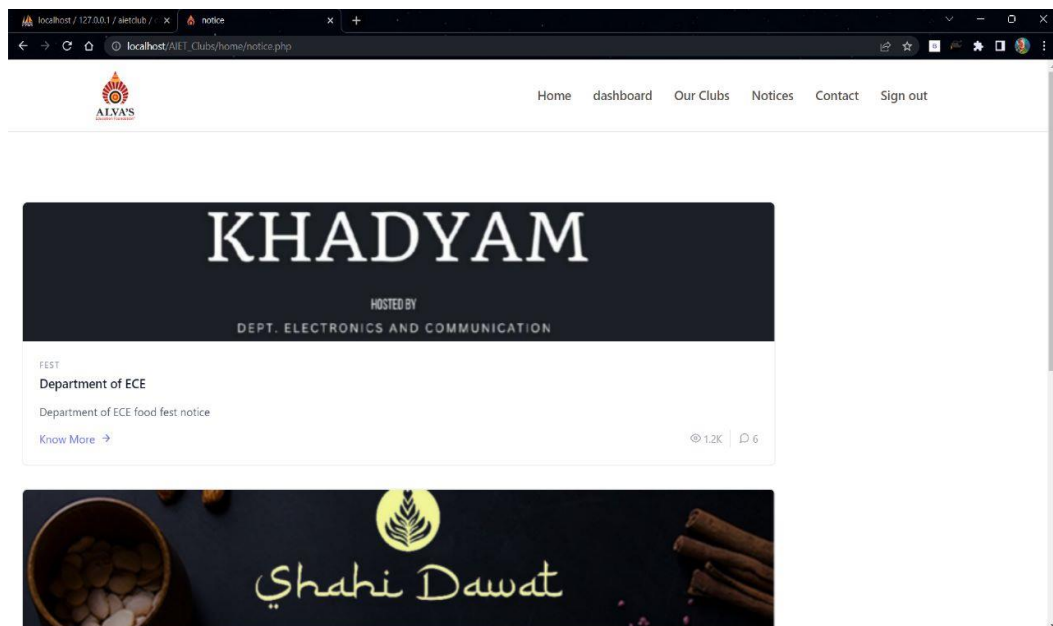 localhost / 127.0.0.1 / aietclub /
notice
localhost/AIET_Clubs/home/notice.php
ALVA'S
Home dashboard Our Clubs Notices Contact Sign out
KHADYAM
HOSTED BY
DEPT. ELECTRONICS AND COMMUNICATION
FEST
Department of ECE
Department of ECE food fest notice
Know More →
1.2K 6
Shahi Dawat